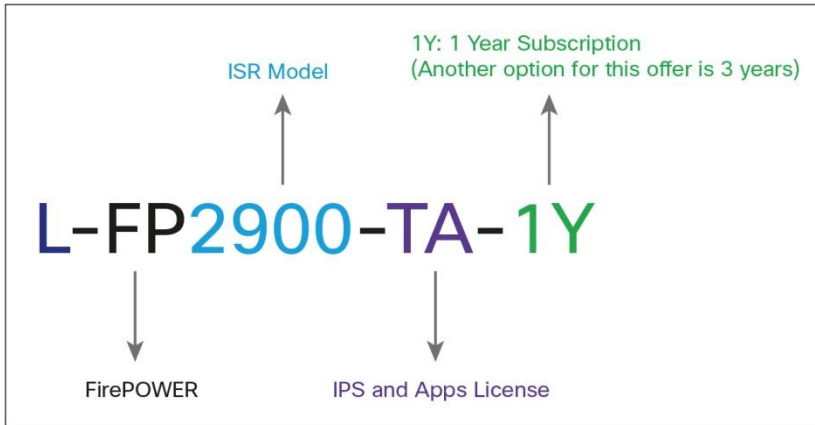 1Y: 1 Year Subscription
(Another option for this offer is 3 years)
ISR Model
L-FP2900-TA-1Y
FirePOWER
IPS and Apps License